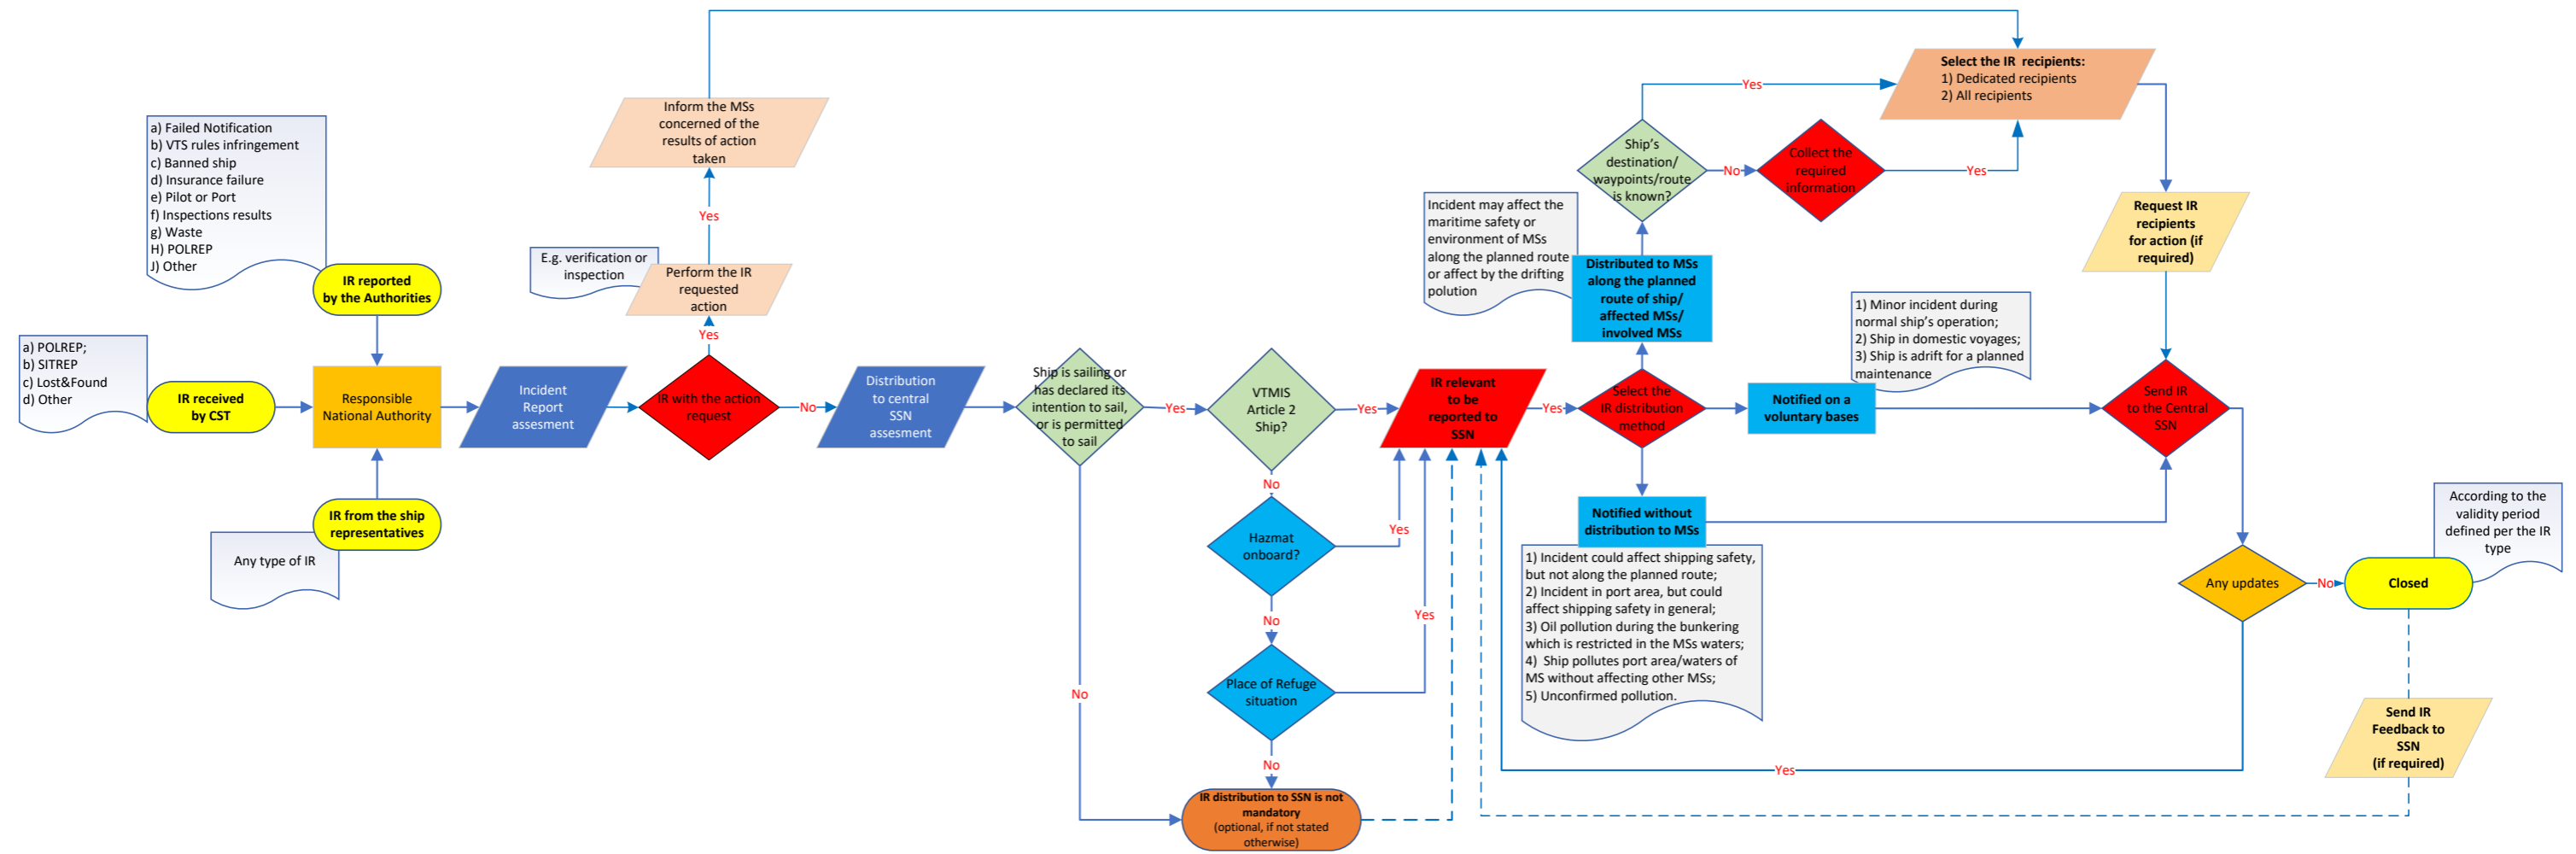 a) Failed Notification
b) VTS rules infringement
c) Banned ship
d) Insurance failure
e) Pilot or Port
f) Inspections results
g) Waste
H) POLREP
J) Other
IR reported
by the Authorities
a) POLREP;
b) SITREP
c) Lost&Found
d) Other
IR received
by CST
Responsible
National Authority
IR from the ship
representatives
Any type of IR
Incident
Report
assesment
IR with the action
request
Yes
E.g. verification or
inspection
Perform the IR
requested
action
Yes
Inform the MSs
concerned of the
results of action
taken
No
Distribution
to central
SSN
assesment
Ship is sailing or
has declared its
intention to sail,
or is permitted
to sail
Yes
No
VTMIS
Article 2
Ship?
Yes
No
Hazmat
onboard?
Yes
No
Place of Refuge
situation
Yes
No
IR distribution to SSN is not
mandatory
(optional, if not stated
otherwise)
IR relevant
to be
reported to
SSN
Yes
Select the
IR distribution
method
Incident may affect the
maritime safety or
environment of MSs
along the planned route
or affect by the drifting
polution
Distributed to MSs
along the planned
route of ship/
affected MSs/
involved MSs
Ship's
destination/
waypoints/route
is known?
Yes
No
Collect the
required
information
Yes
Select the IR  recipients:
1) Dedicated recipients
2) All recipients
Request IR
recipients
for action (if
required)
1) Minor incident during
normal ship's operation;
2) Ship in domestic voyages;
3) Ship is adrift for a planned
maintenance
Notified on a
voluntary bases
Notified without
distribution to MSs
1) Incident could affect shipping safety,
but not along the planned route;
2) Incident in port area, but could
affect shipping safety in general;
3) Oil pollution during the bunkering
which is restricted in the MSs waters;
4)  Ship pollutes port area/waters of
MS without affecting other MSs;
5) Unconfirmed pollution.
Send IR
to the Central
SSN
Any updates
Yes
No
Closed
According to the
validity period
defined per the IR
type
Send IR
Feedback to
SSN
(if required)